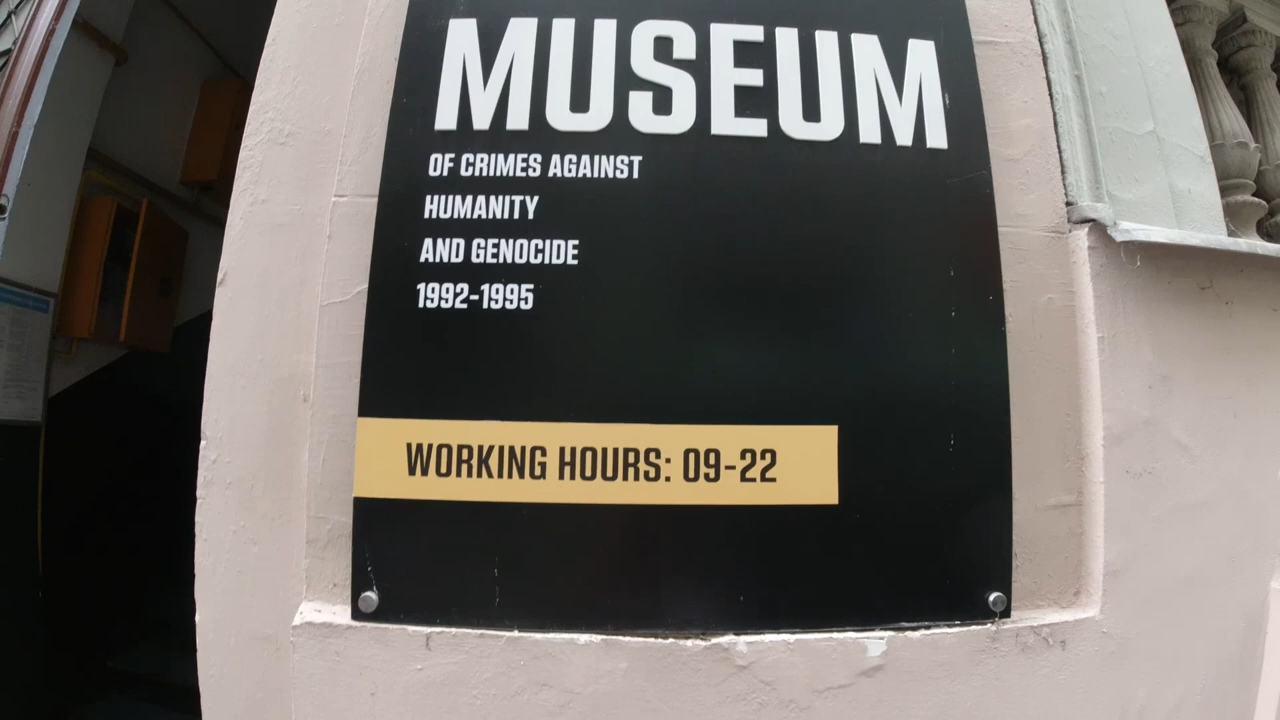 MUSEUM
OF CRIMES AGAINST
HUMANITY
AND GENOCIDE
1992-1995
WORKING HOURS: 09-22